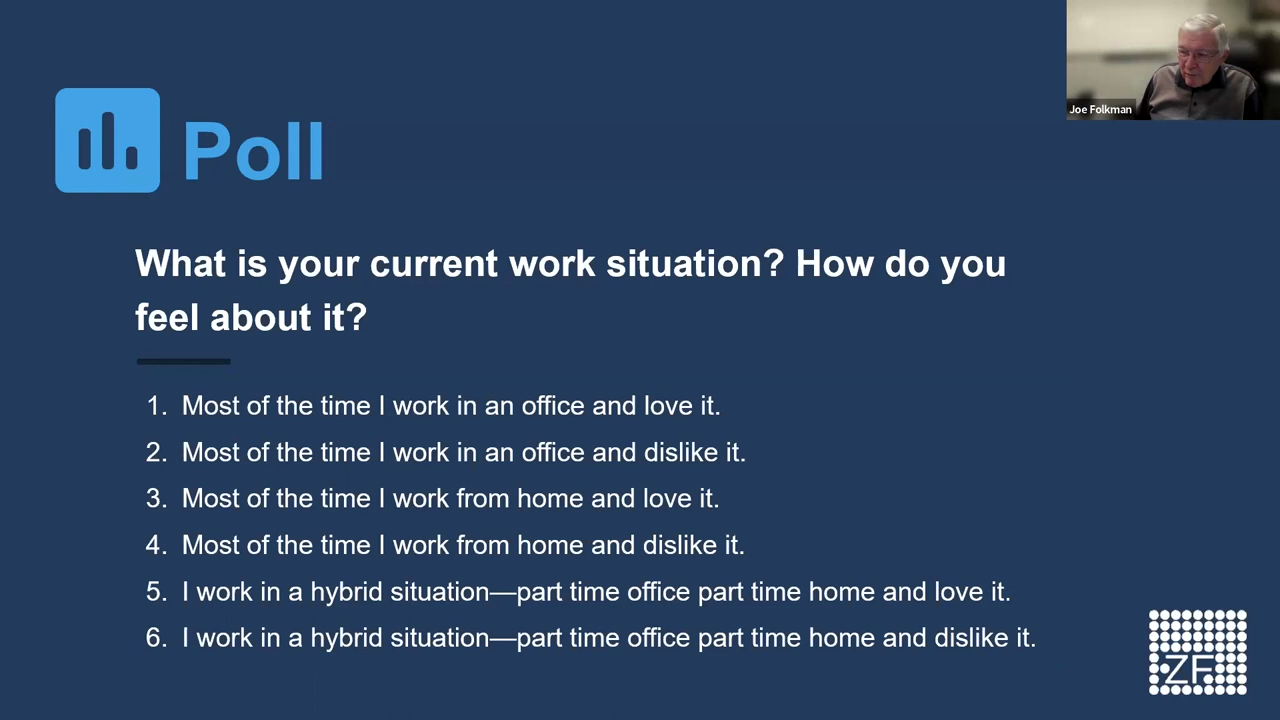 Joe Folkman
Poll
What is your current work situation? How do you
feel about it?
1. Most of the time I work in an office and love it.
2. Most of the time I work in an office and dislike it.
3. Most of the time I work from home and love it.
4. Most of the time I work from home and dislike it.
5. I work in a hybrid situation—part time office part time home and love it.
6. I work in a hybrid situation—part time office part time home and dislike it.
ZF